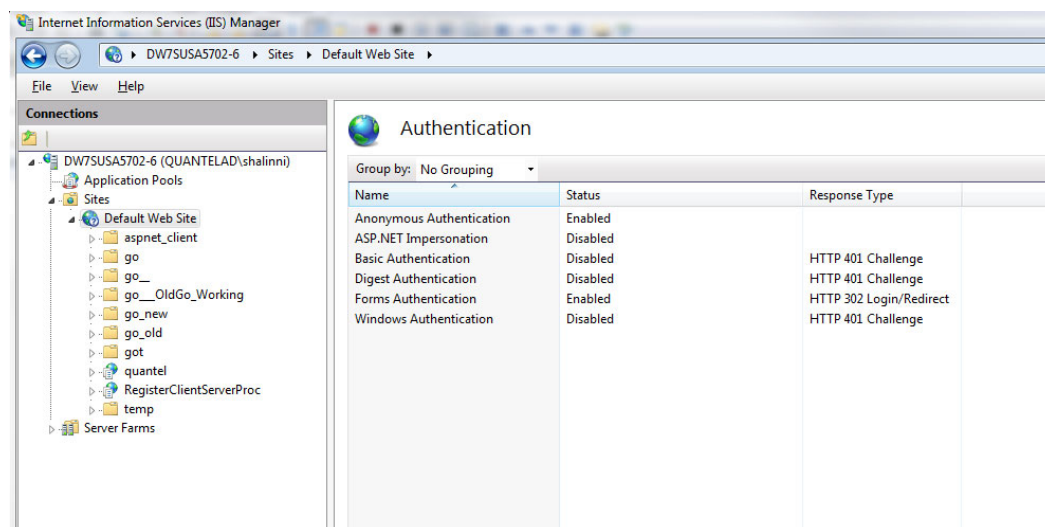 Internet Information Services (IIS) Manager
DW7SUSA5702-6 Sites Default Web Site
File View Help
Connections
DW7SUSA5702-6 (QUANTELAD\shalinni)
Application Pools
Sites
Default Web Site
aspnet_client
go
go__
go___OldGo_Working
go_new
go_old
got
quantel
RegisterClientServerProc
temp
Server Farms
Authentication
Group by: No Grouping
Name Status Response Type
Anonymous Authentication Enabled
ASP.NET Impersonation Disabled
Basic Authentication Disabled HTTP 401 Challenge
Digest Authentication Disabled HTTP 401 Challenge
Forms Authentication Enabled HTTP 302 Login/Redirect
Windows Authentication Disabled HTTP 401 Challenge